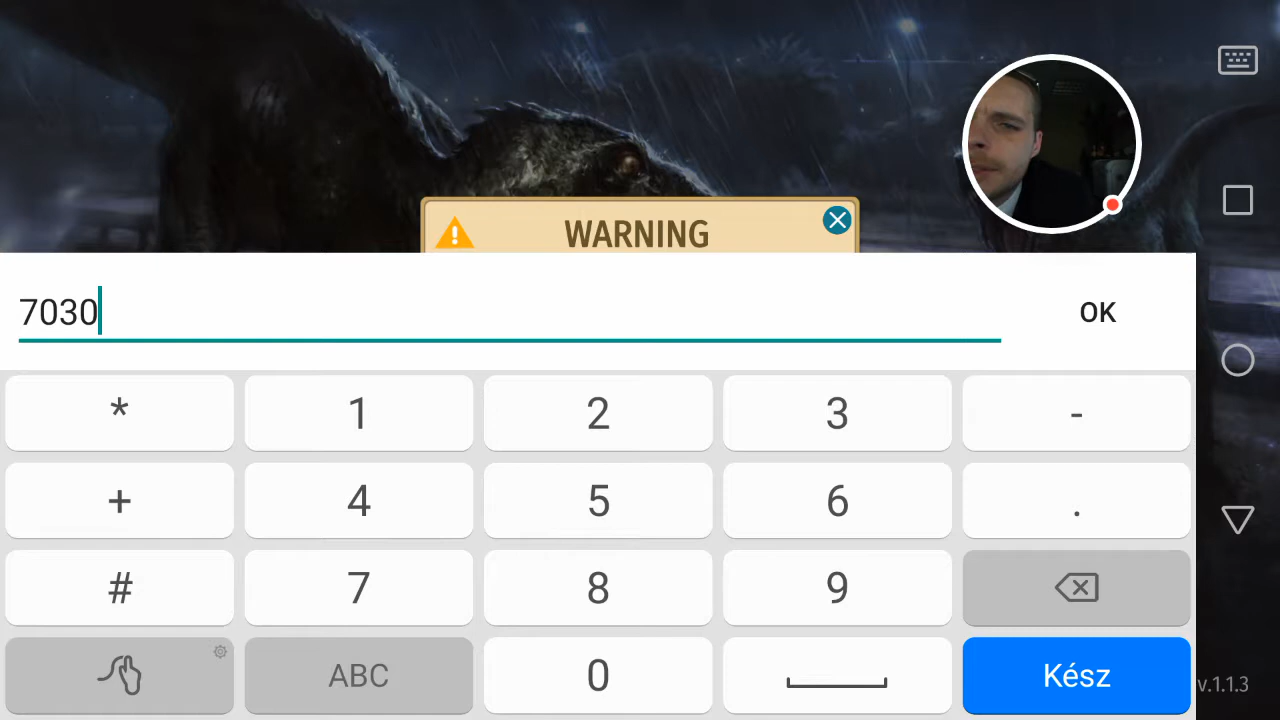 WARNING
7030
OK
* 1 2 3 -
+ 4 5 6 .
# 7 8 9
ABC 0 Kész
v.1.1.3